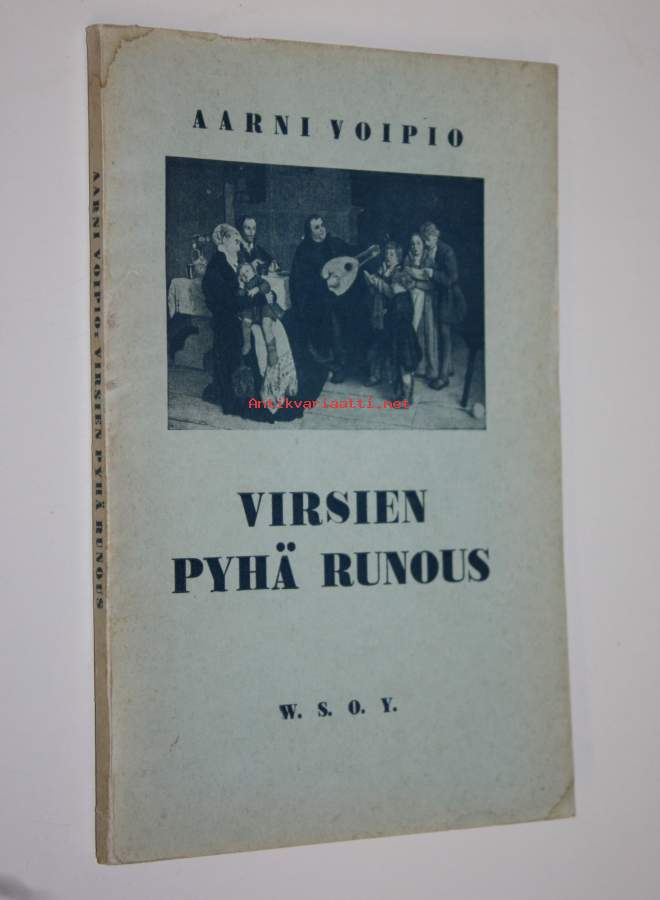 AARNI VOIPIO
Antikvariaatti.net
VIRSIEN
PYHÄ RUNOUS
W. S. O. Y.
AARNI VOIPIO: VIRSIEN PYHÄ RUNOUS